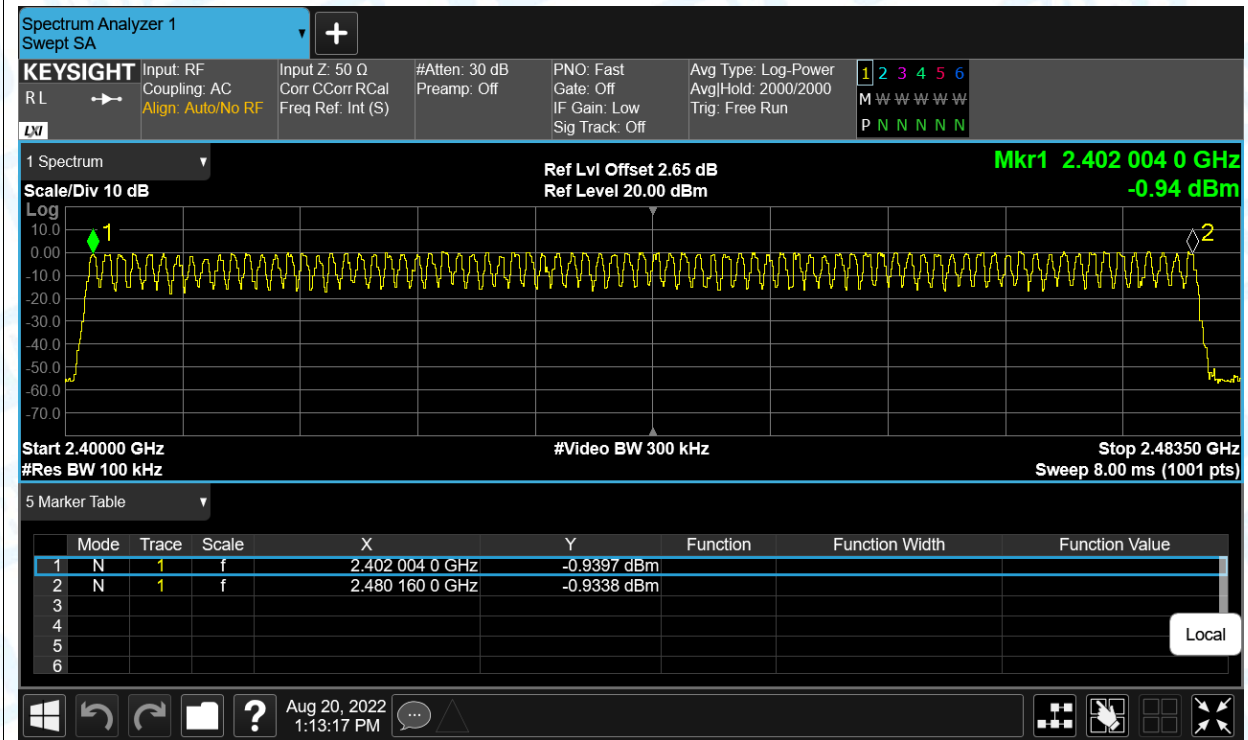 Spectrum Analyzer 1
Swept SA
KEYSIGHT
R L
LXI
Input: RF
Coupling: AC
Align: Auto/No RF
Input Z: 50 Ω
Corr CCorr RCal
Freq Ref: Int (S)
#Atten: 30 dB
Preamp: Off
PNO: Fast
Gate: Off
IF Gain: Low
Sig Track: Off
Avg Type: Log-Power
Avg|Hold: 2000/2000
Trig: Free Run
1 2 3 4 5 6
M W W W W W W
P N N N N N N
1 Spectrum
Scale/Div 10 dB
Ref Lvl Offset 2.65 dB
Ref Level 20.00 dBm
Mkr1 2.402 004 0 GHz
-0.94 dBm
Log
10.0
0.00
-10.0
-20.0
-30.0
-40.0
-50.0
-60.0
-70.0
1
2
Start 2.40000 GHz
#Video BW 300 kHz
Stop 2.48350 GHz
#Res BW 100 kHz
Sweep 8.00 ms (1001 pts)
5 Marker Table
Mode Trace Scale X Y Function Function Width Function Value
1 N 1 f 2.402 004 0 GHz -0.9397 dBm
2 N 1 f 2.480 160 0 GHz -0.9338 dBm
3
4
5
6
Local
?
Aug 20, 2022
1:13:17 PM